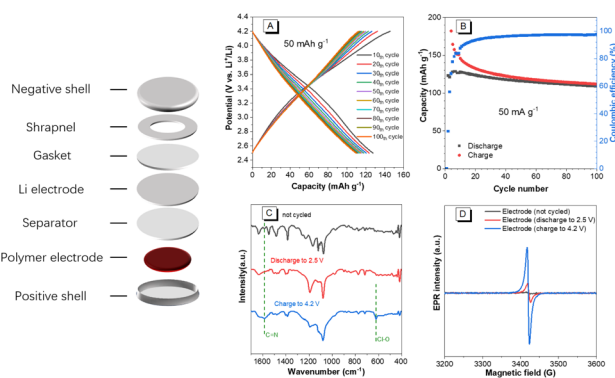 Negative shell
Shrapnel
Gasket
Li electrode
Separator
Polymer electrode
Positive shell
A
50 mAh g-1
10th cycle
20th cycle
30th cycle
40th cycle
50th cycle
60th cycle
70th cycle
80th cycle
90th cycle
100th cycle
Potential (V vs. Li+/Li)
4.4
4.2
4.0
3.8
3.6
3.4
3.2
3.0
2.8
2.6
2.4
0 20 40 60 80 100 120 140 160
Capacity (mAh g-1)
B
50 mA g-1
Discharge
Charge
Capacity (mAh g-1)
200
150
100
50
0
0 20 40 60 80 100
Cycle number
100
80
60
40
20
0
Coulombic efficiency (%)
C
not cycled
Discharge to 2.5 V
Charge to 4.2 V
C=N
Cl-O
Intensity(a.u.)
1600 1400 1200 1000 800 600 400
Wavenumber (cm-1)
D
Electrode (not cycled)
Electrode (discharge to 2.5 V)
Electrode (charge to 4.2 V)
EPR intensity(a.u.)
3200 3300 3400 3500 3600
Magnetic field (G)